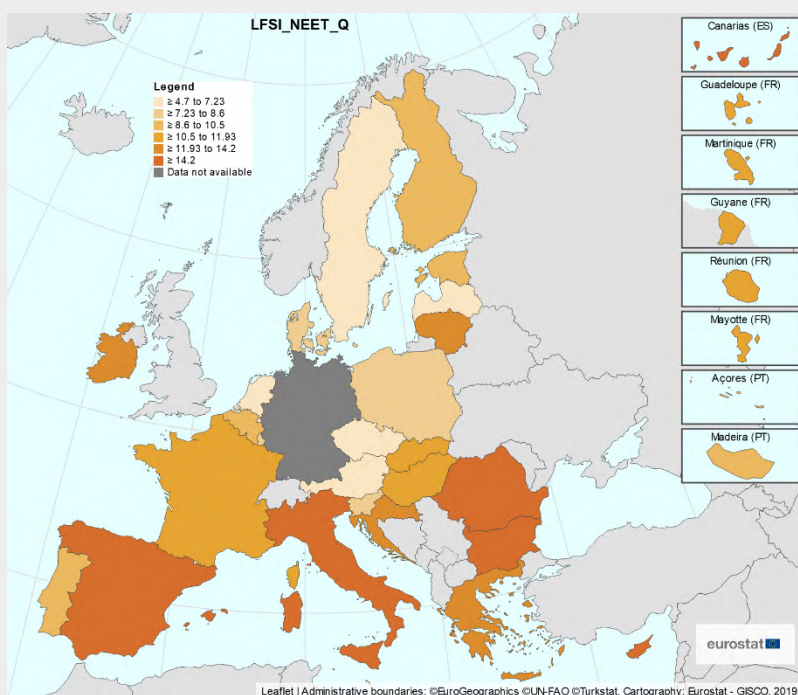 LFSI_NEET_Q
Legend
≥ 4.7 to 7.23
≥ 7.23 to 8.6
≥ 8.6 to 10.5
≥ 10.5 to 11.93
≥ 11.93 to 14.2
≥ 14.2
Data not available
Canarias (ES)
Guadeloupe (FR)
Martinique (FR)
Guyane (FR)
Réunion (FR)
Mayotte (FR)
Açores (PT)
Madeira (PT)
eurostat
Leaflet | Administrative boundaries: ©EuroGeographics ©UN-FAO ©Turkstat, Cartography: Eurostat - GISCO, 2019